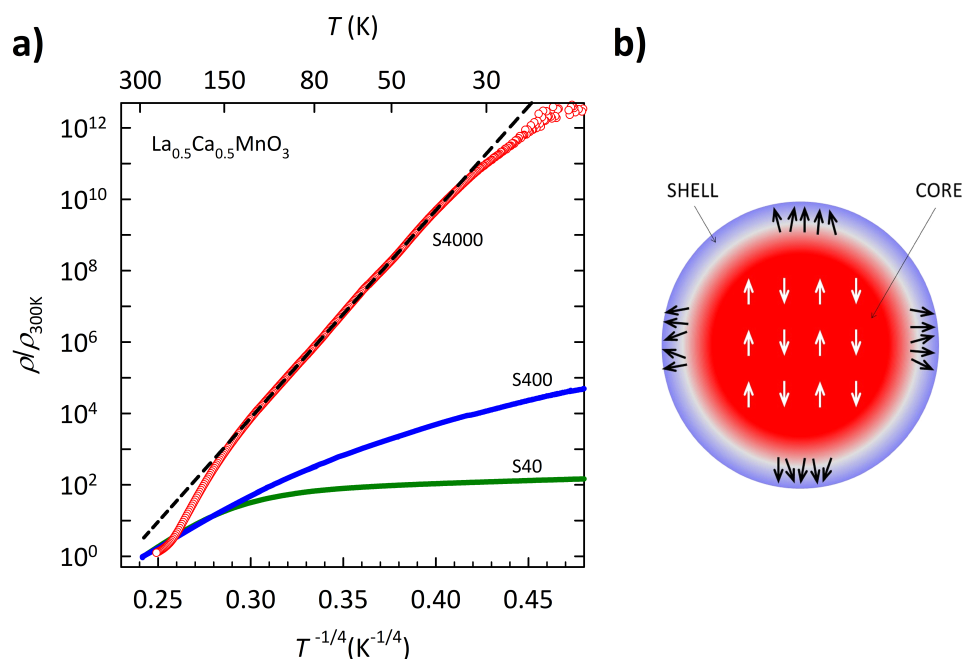 a)
T (K)
300 150 80 50 30
La0.5Ca0.5MnO3
10^12
10^10
10^8
10^6
10^4
10^2
10^0
ρ/ρ300K
S4000
S400
S40
0.25 0.30 0.35 0.40 0.45
T -1/4(K-1/4)
b)
SHELL
CORE